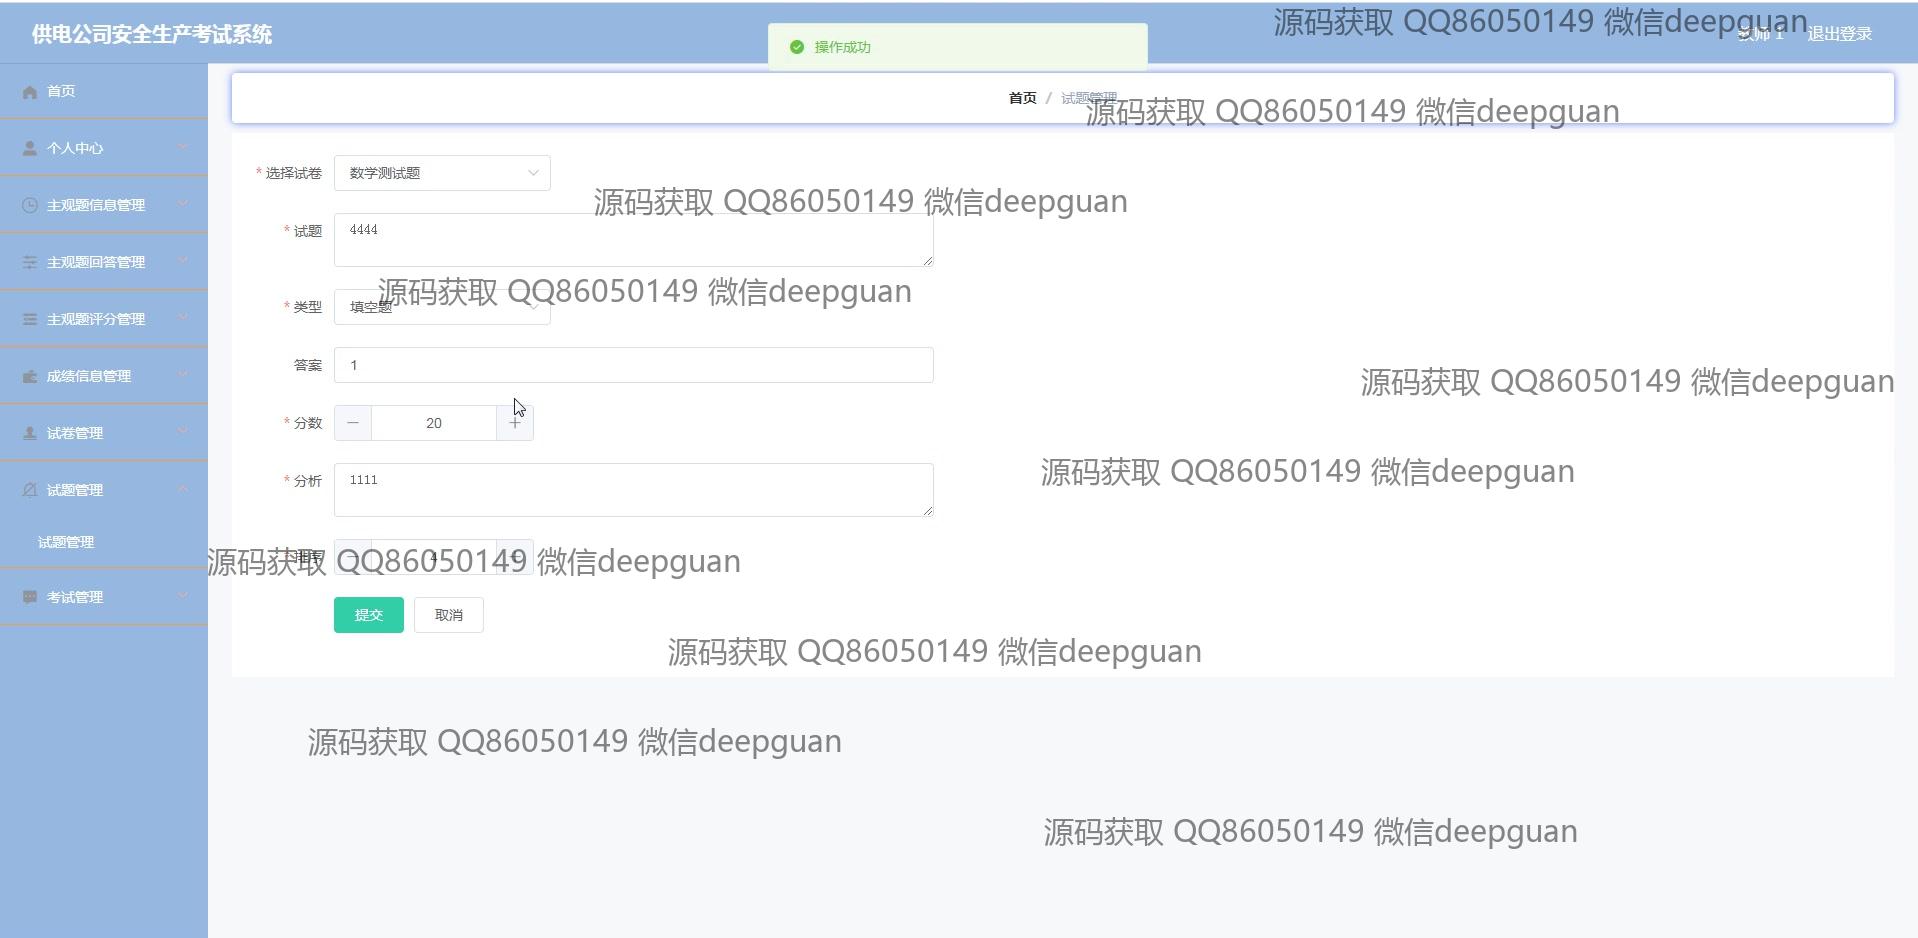 供电公司安全生产考试系统
操作成功
源码获取 QQ86050149 微信deepguan
教师 1
退出登录
首页
首页 / 试题管理
源码获取 QQ86050149 微信deepguan
个人中心
* 选择试卷 数学测试题
主观题信息管理
源码获取 QQ86050149 微信deepguan
* 试题 4444
主观题回答管理
源码获取 QQ86050149 微信deepguan
* 类型 填空题
主观题评分管理
答案 1
成绩信息管理
源码获取 QQ86050149 微信deepguan
* 分数 20
试卷管理
源码获取 QQ86050149 微信deepguan
* 分析 1111
试题管理
试题管理
* 排序 4
源码获取 QQ86050149 微信deepguan
考试管理
提交 取消
源码获取 QQ86050149 微信deepguan
源码获取 QQ86050149 微信deepguan
源码获取 QQ86050149 微信deepguan